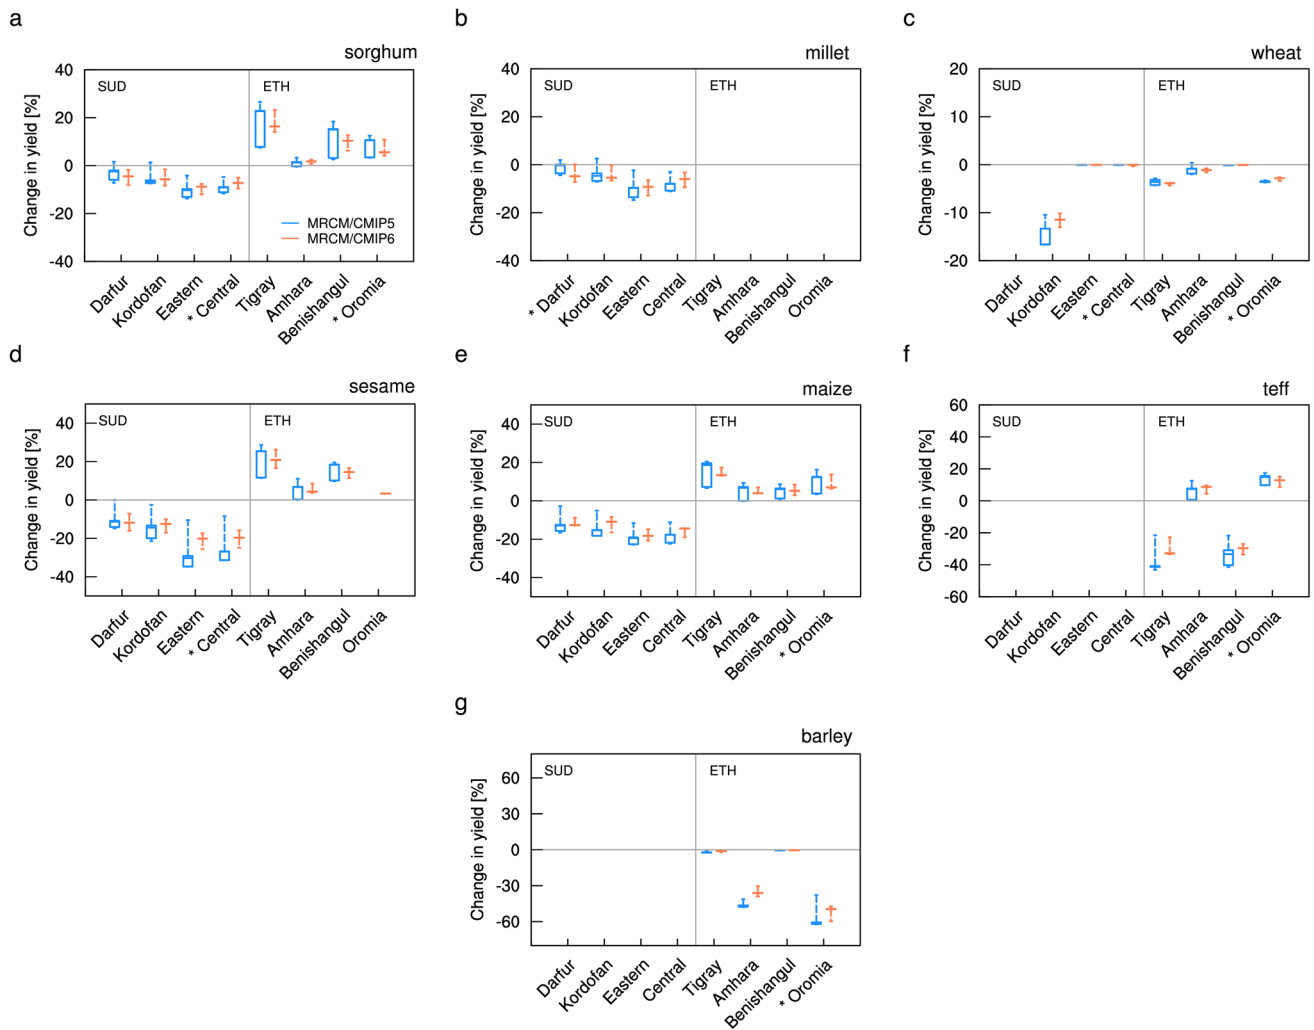 a
sorghum
Change in yield [%]
40
20
0
-20
-40
SUD
ETH
MRCM/CMIP5
MRCM/CMIP6
Darfur
Kordofan
Eastern
* Central
Tigray
Amhara
Benishangul
* Oromia
b
millet
Change in yield [%]
40
20
0
-20
-40
SUD
ETH
* Darfur
Kordofan
Eastern
Central
Tigray
Amhara
Benishangul
Oromia
c
wheat
Change in yield [%]
20
10
0
-10
-20
SUD
ETH
Darfur
Kordofan
Eastern
* Central
Tigray
Amhara
Benishangul
* Oromia
d
sesame
Change in yield [%]
40
20
0
-20
-40
SUD
ETH
Darfur
Kordofan
Eastern
* Central
Tigray
Amhara
Benishangul
Oromia
e
maize
Change in yield [%]
40
20
0
-20
-40
SUD
ETH
Darfur
Kordofan
Eastern
Central
Tigray
Amhara
Benishangul
* Oromia
f
teff
Change in yield [%]
60
40
20
0
-20
-40
-60
SUD
ETH
Darfur
Kordofan
Eastern
Central
Tigray
Amhara
Benishangul
* Oromia
g
barley
Change in yield [%]
60
30
0
-30
-60
SUD
ETH
Darfur
Kordofan
Eastern
Central
Tigray
Amhara
Benishangul
* Oromia